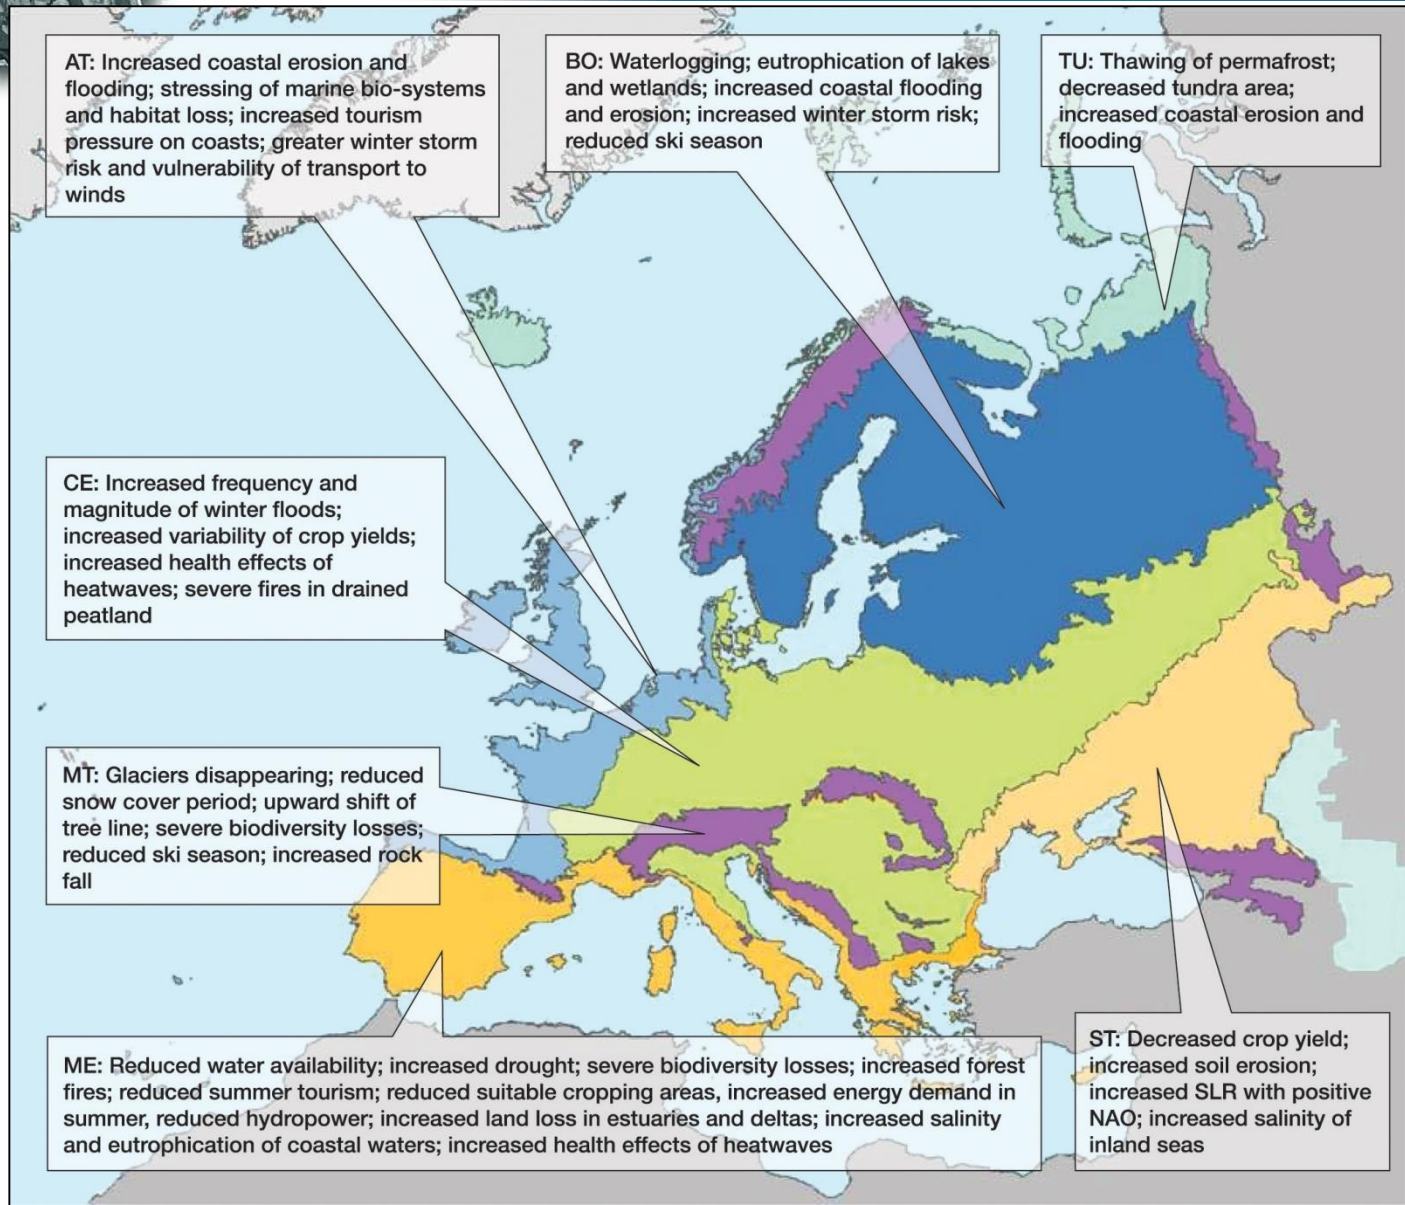 AT: Increased coastal erosion and
flooding; stressing of marine bio-systems
and habitat loss; increased tourism
pressure on coasts; greater winter storm
risk and vulnerability of transport to
winds
BO: Waterlogging; eutrophication of lakes
and wetlands; increased coastal flooding
and erosion; increased winter storm risk;
reduced ski season
TU: Thawing of permafrost;
decreased tundra area;
increased coastal erosion and
flooding
CE: Increased frequency and
magnitude of winter floods;
increased variability of crop yields;
increased health effects of
heatwaves; severe fires in drained
peatland
MT: Glaciers disappearing; reduced
snow cover period; upward shift of
tree line; severe biodiversity losses;
reduced ski season; increased rock
fall
ME: Reduced water availability; increased drought; severe biodiversity losses; increased forest
fires; reduced summer tourism; reduced suitable cropping areas, increased energy demand in
summer, reduced hydropower; increased land loss in estuaries and deltas; increased salinity
and eutrophication of coastal waters; increased health effects of heatwaves
ST: Decreased crop yield;
increased soil erosion;
increased SLR with positive
NAO; increased salinity of
inland seas